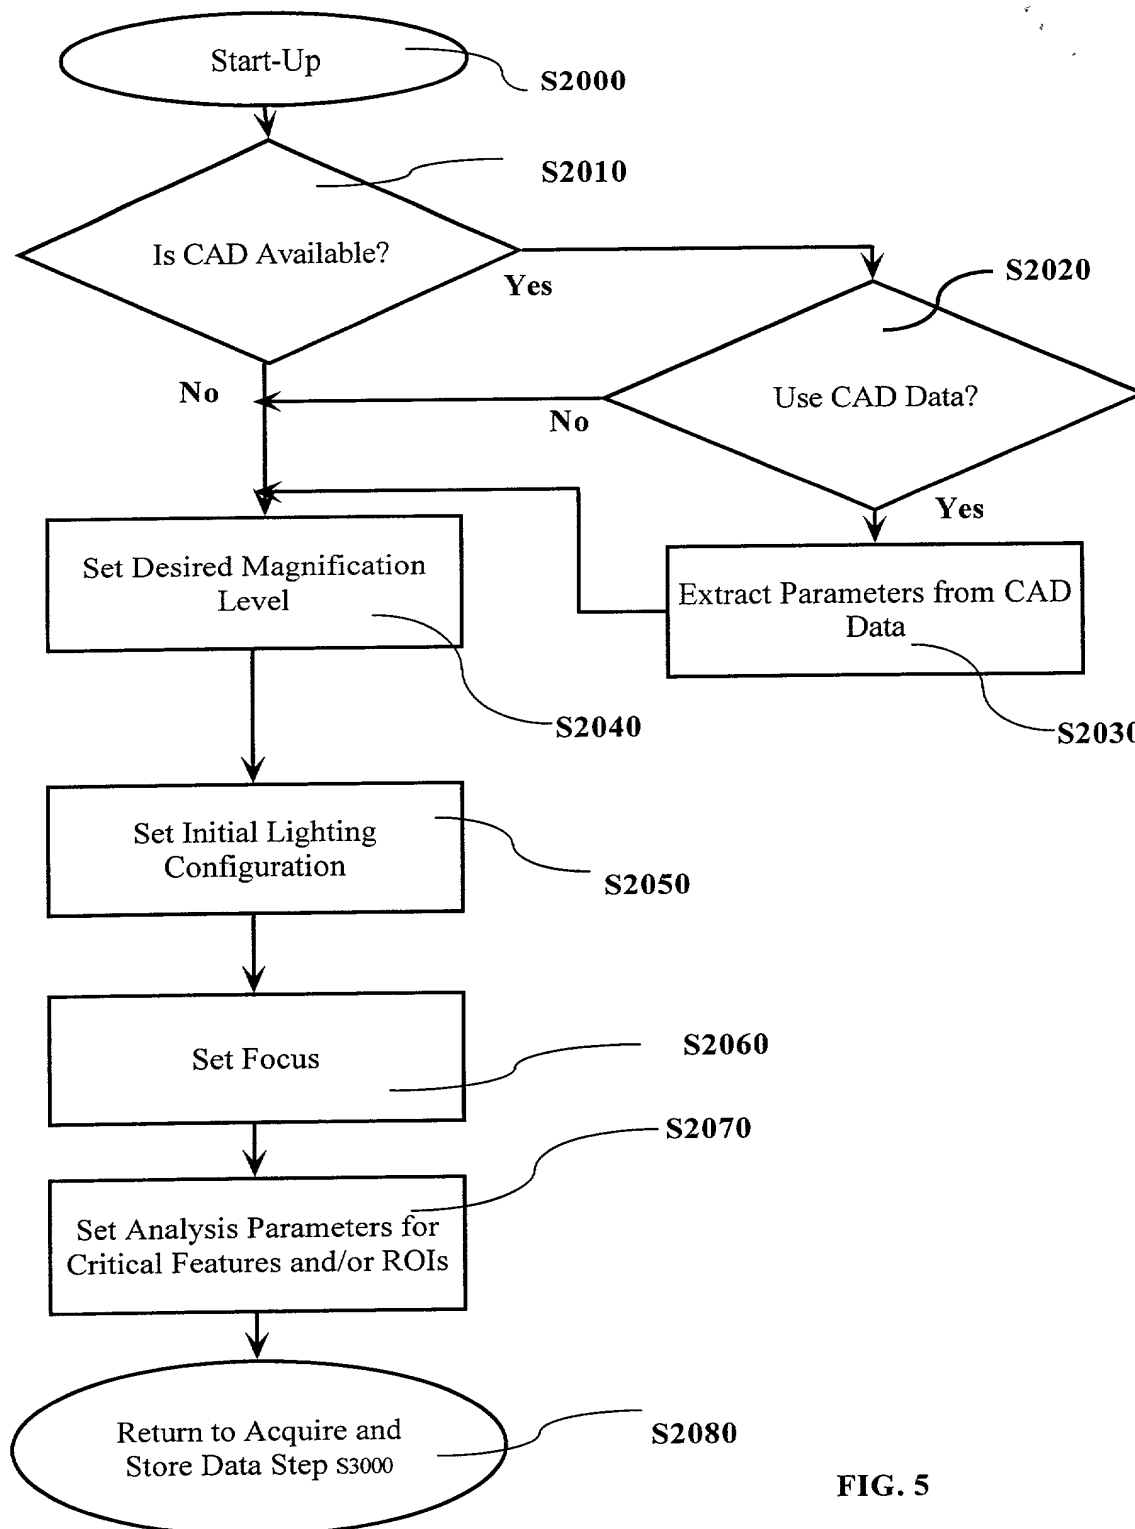 Start-Up
S2000
S2010
Is CAD Available?
Yes
S2020
No
Use CAD Data?
No
Yes
Set Desired Magnification
Level
Extract Parameters from CAD
Data
S2040
S2030
Set Initial Lighting
Configuration
S2050
Set Focus
S2060
S2070
Set Analysis Parameters for
Critical Features and/or ROIs
Return to Acquire and
Store Data Step S3000
S2080
FIG. 5